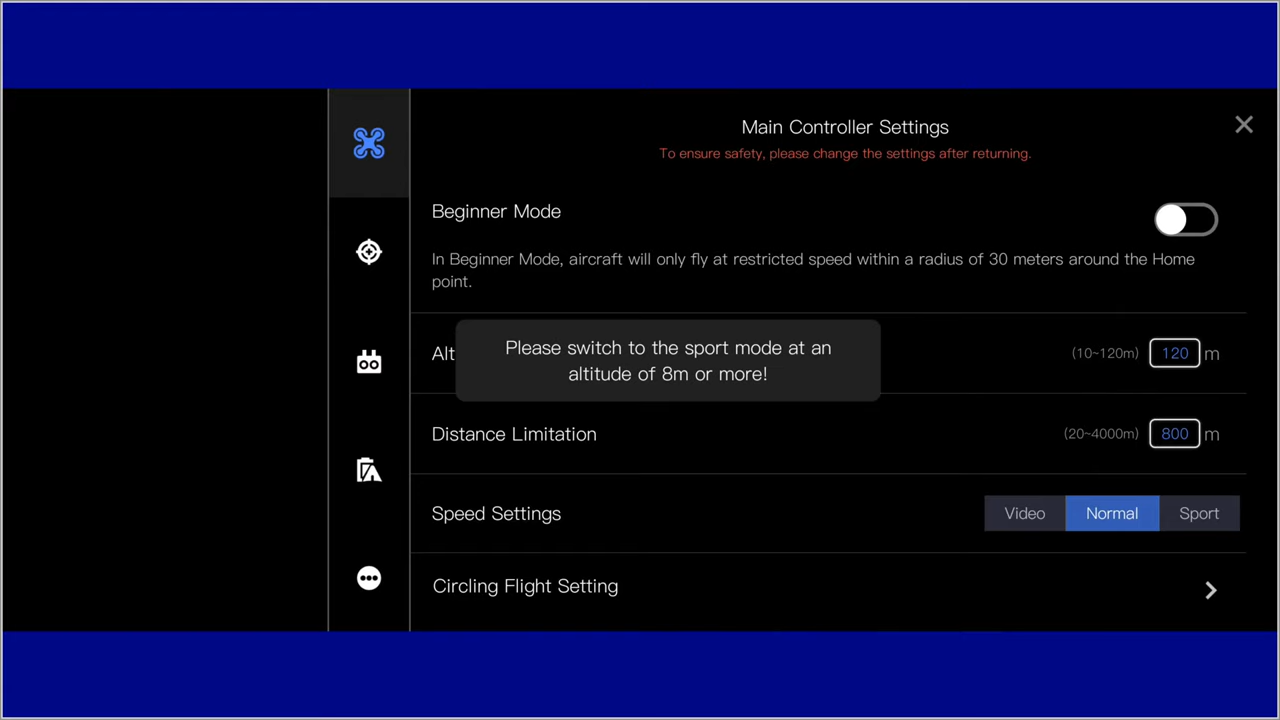 Main Controller Settings
To ensure safety, please change the settings after returning.
Beginner Mode
In Beginner Mode, aircraft will only fly at restricted speed within a radius of 30 meters around the Home
point.
Please switch to the sport mode at an
altitude of 8m or more!
Alt
(10~120m) 120 m
Distance Limitation (20~4000m) 800 m
Speed Settings Video Normal Sport
Circling Flight Setting